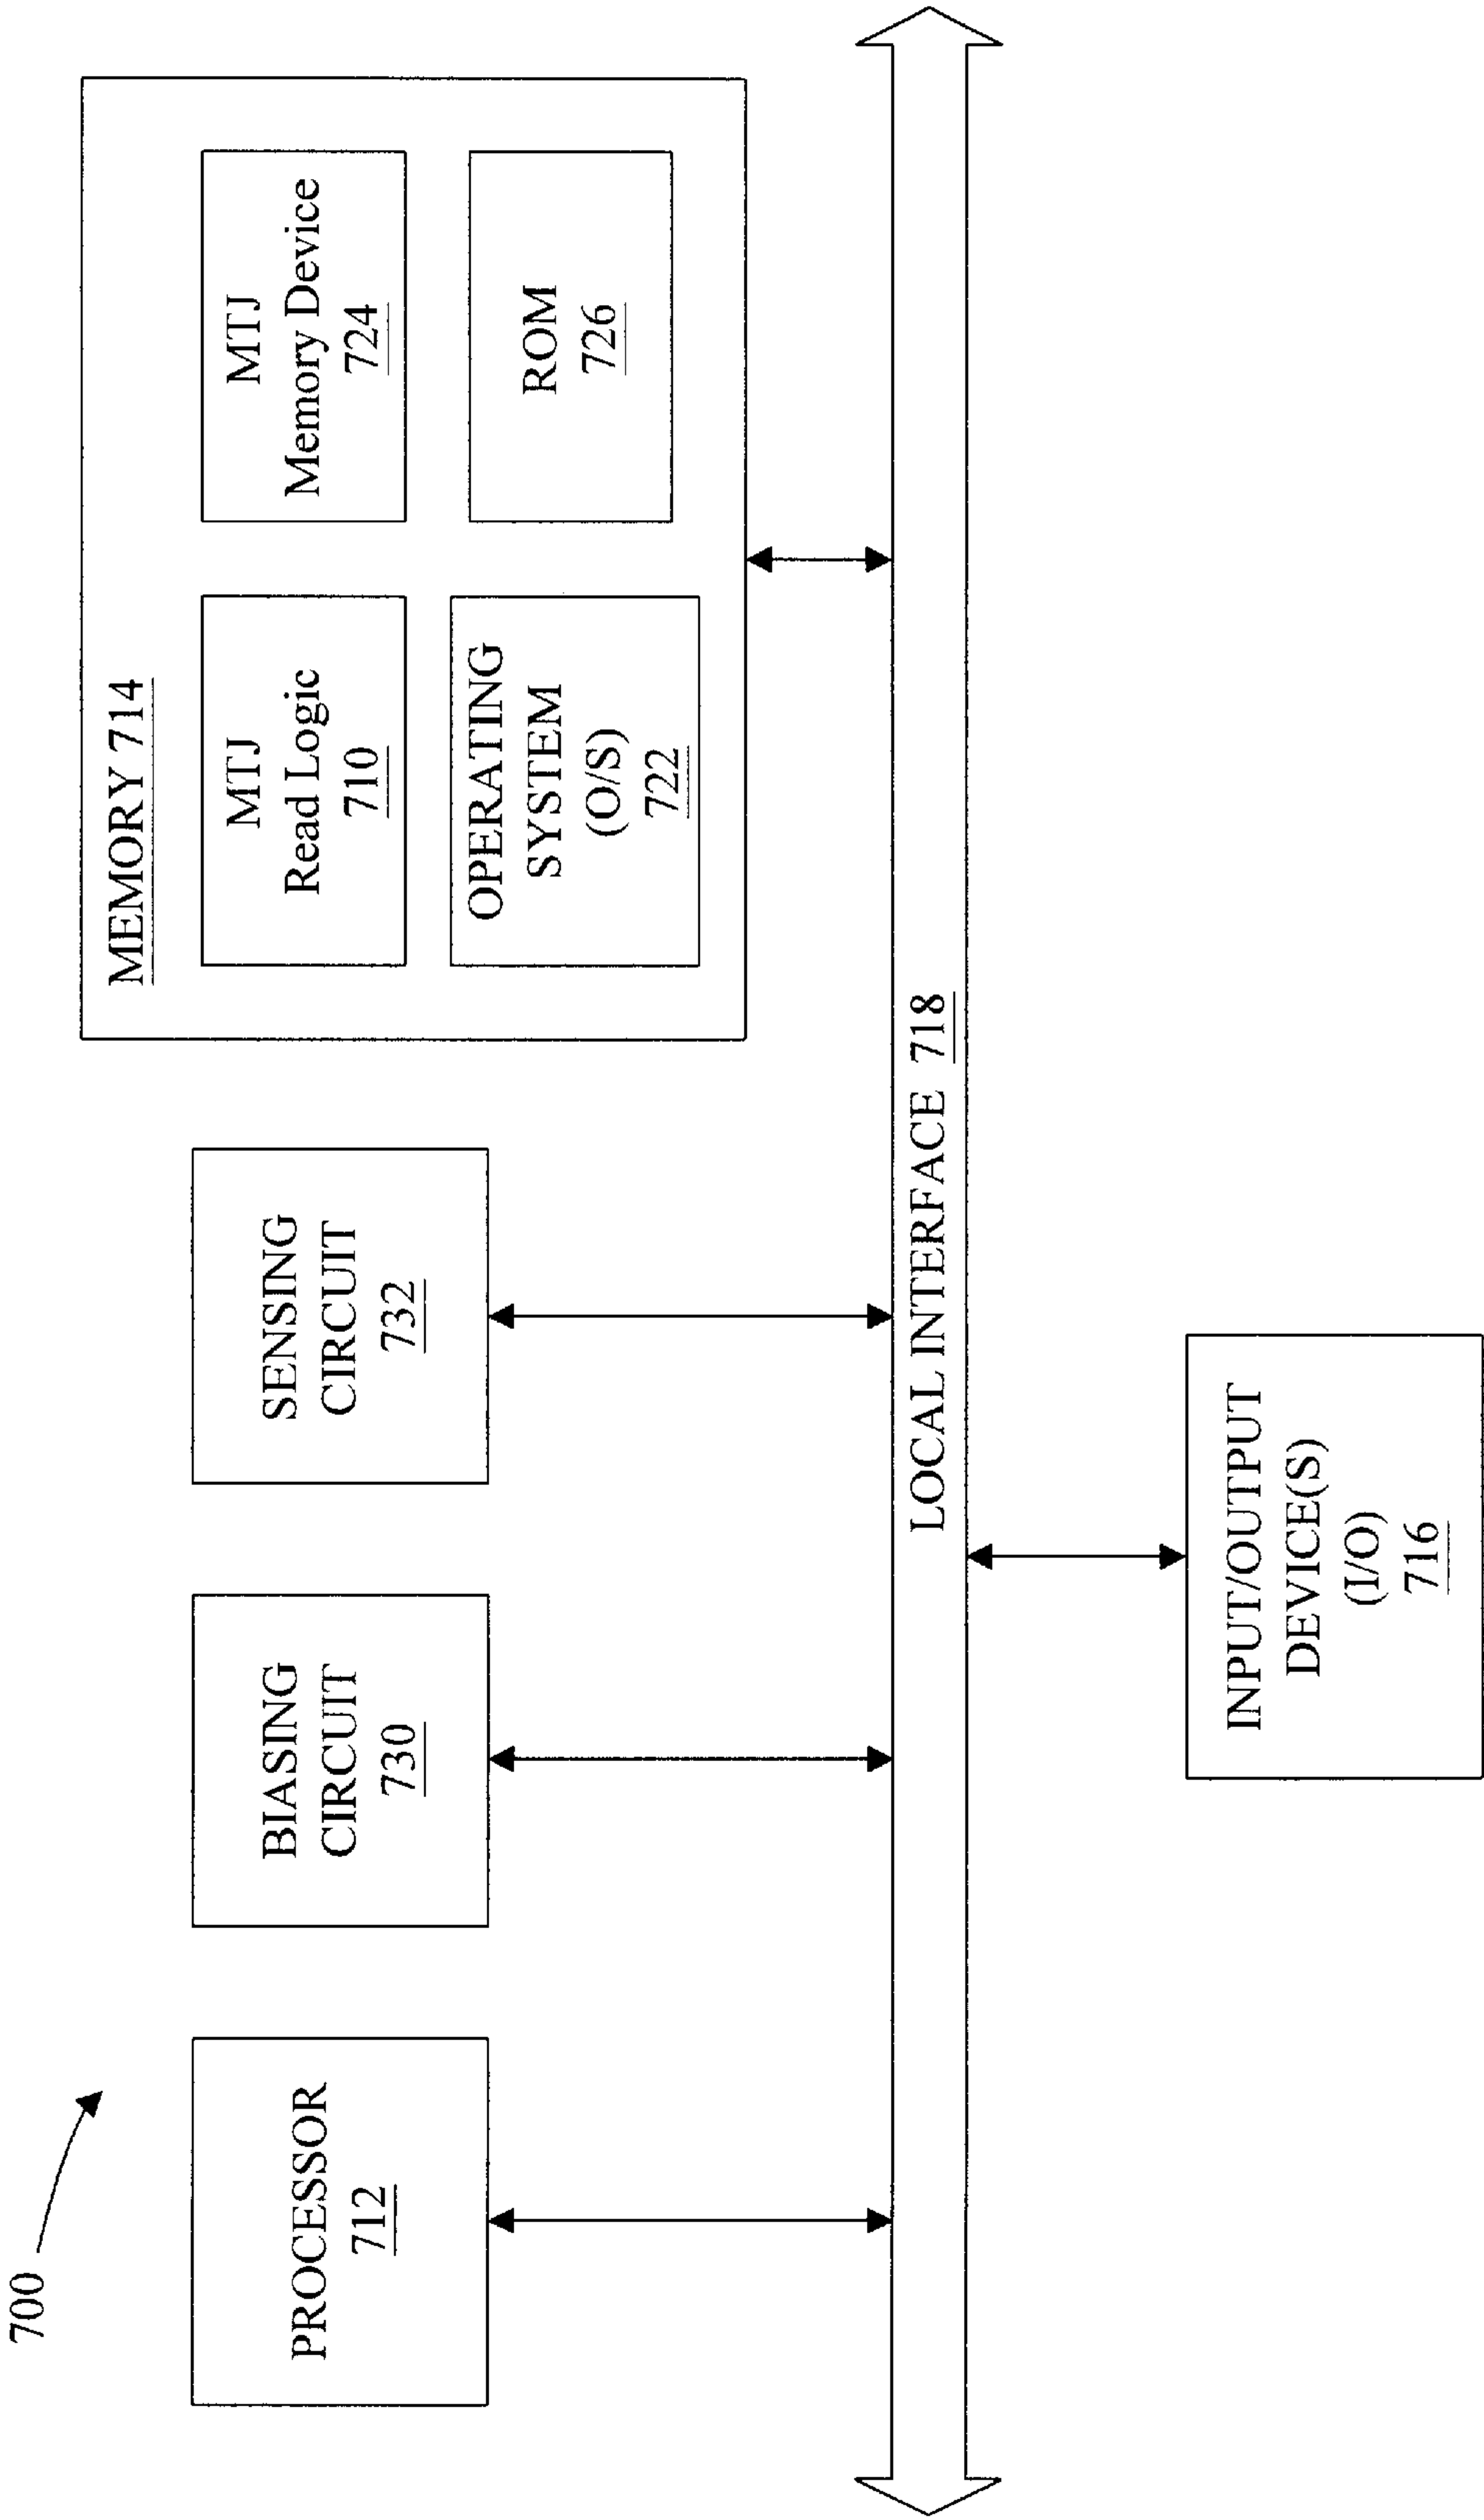 700
PROCESSOR
712
BIASING
CIRCUIT
730
SENSING
CIRCUIT
732
MEMORY 714
MTJ
Read Logic
710
MTJ
Memory Device
724
OPERATING
SYSTEM
(O/S)
722
ROM
726
LOCAL INTERFACE 718
INPUT/OUTPUT
DEVICE(S)
(I/O)
716